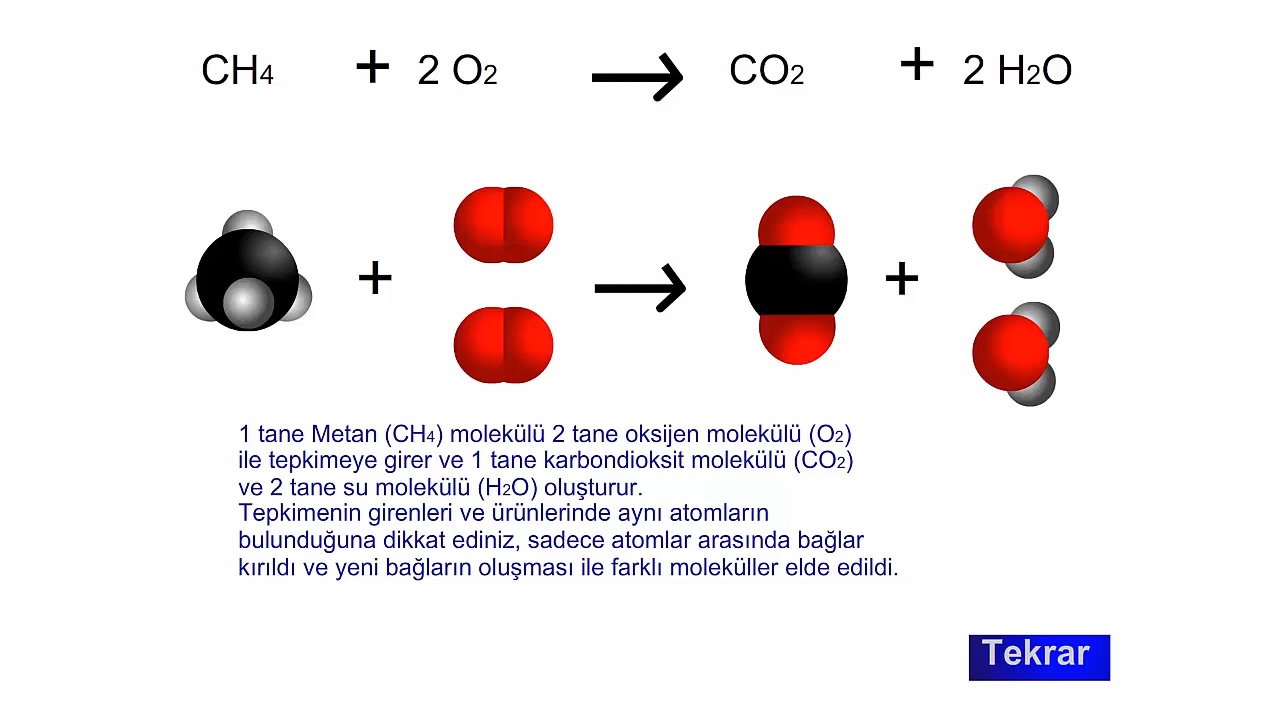 CH4 + 2 O2 → CO2 + 2 H2O
+ → +
1 tane Metan (CH4) molekülü 2 tane oksijen molekülü (O2)
ile tepkimeye girer ve 1 tane karbondioksit molekülü (CO2)
ve 2 tane su molekülü (H2O) oluşturur.
Tepkimenin girenleri ve ürünlerinde aynı atomların
bulunduğuna dikkat ediniz, sadece atomlar arasında bağlar
kırıldı ve yeni bağların oluşması ile farklı moleküller elde edildi.
Tekrar